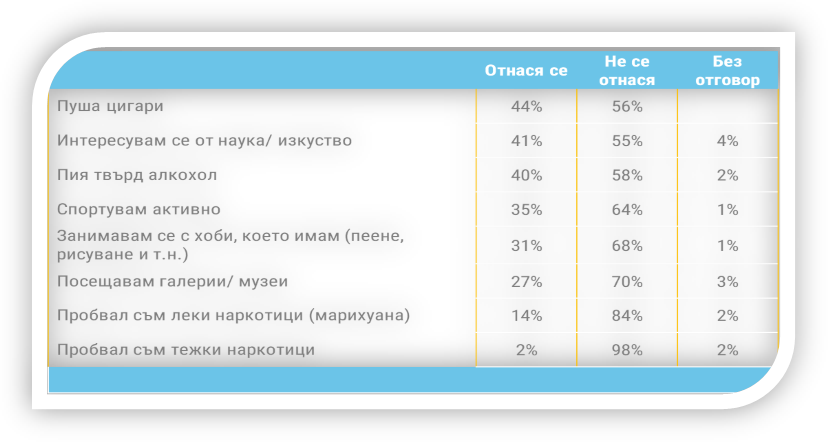 Отнася се Не се отнася Без отговор
Пуша цигари 44% 56%
Интересувам се от наука/ изкуство 41% 55% 4%
Пия твърд алкохол 40% 58% 2%
Спортувам активно 35% 64% 1%
Занимавам се с хоби, което имам (пеене,
рисуване и т.н.) 31% 68% 1%
Посещавам галерии/ музеи 27% 70% 3%
Пробвал съм леки наркотици (марихуана) 14% 84% 2%
Пробвал съм тежки наркотици 2% 98% 2%